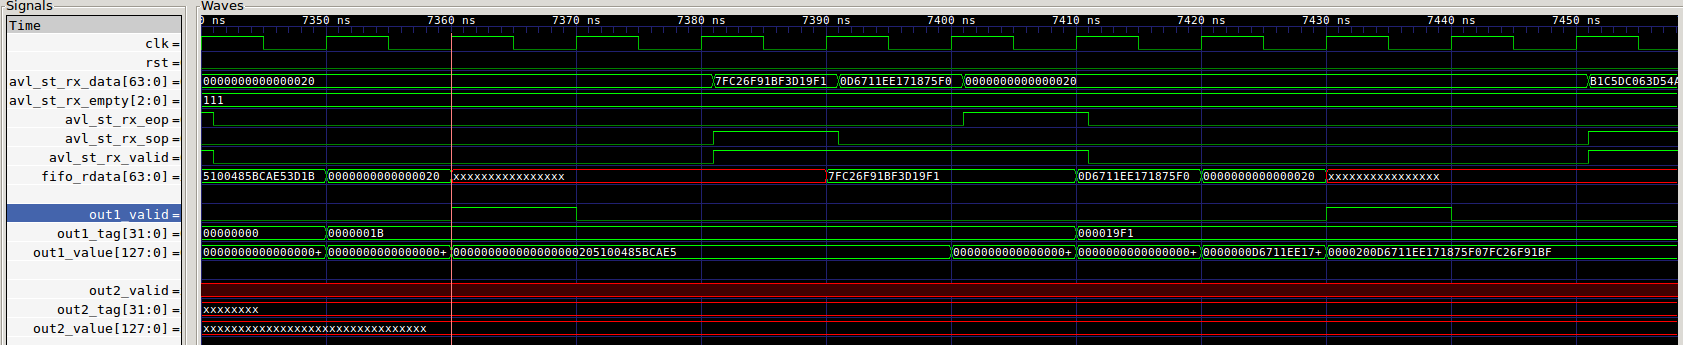 Signals
Waves
Time
0 ns 7350 ns 7360 ns 7370 ns 7380 ns 7390 ns 7400 ns 7410 ns 7420 ns 7430 ns 7440 ns 7450 ns
clk =
rst =
avl_st_rx_data[63:0] = 0000000000000020 7FC26F91BF3D19F1 0D6711EE171875F0 0000000000000020 B1C5DC063D54A
avl_st_rx_empty[2:0] = 111
avl_st_rx_eop =
avl_st_rx_sop =
avl_st_rx_valid =
fifo_rdata[63:0] = 5100485BCAE53D1B 0000000000000020 xxxxxxxxxxxxxxxx 7FC26F91BF3D19F1 0D6711EE171875F0 0000000000000020 xxxxxxxxxxxxxxxx
out1_valid =
out1_tag[31:0] = 00000000 0000001B 000019F1
out1_value[127:0] = 000000000000000+ 000000000000000+ 00000000000000000205100485BCAE5 000000000000000+ 000000000000000+ 0000000D6711EE17+ 0000200D6711EE171875F07FC26F91BF
out2_valid =
out2_tag[31:0] = xxxxxxxx
out2_value[127:0] = xxxxxxxxxxxxxxxxxxxxxxxxxxxxxxxx